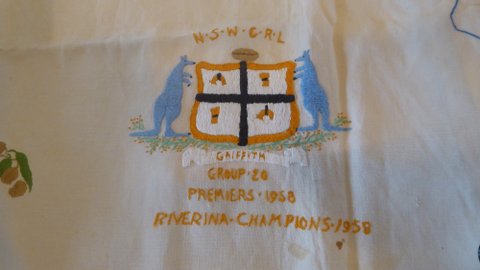 N·S·W·C·R·L
GRIFFITH
GROUP·20
PREMIERS·1958
RIVERINA·CHAMPIONS·1958